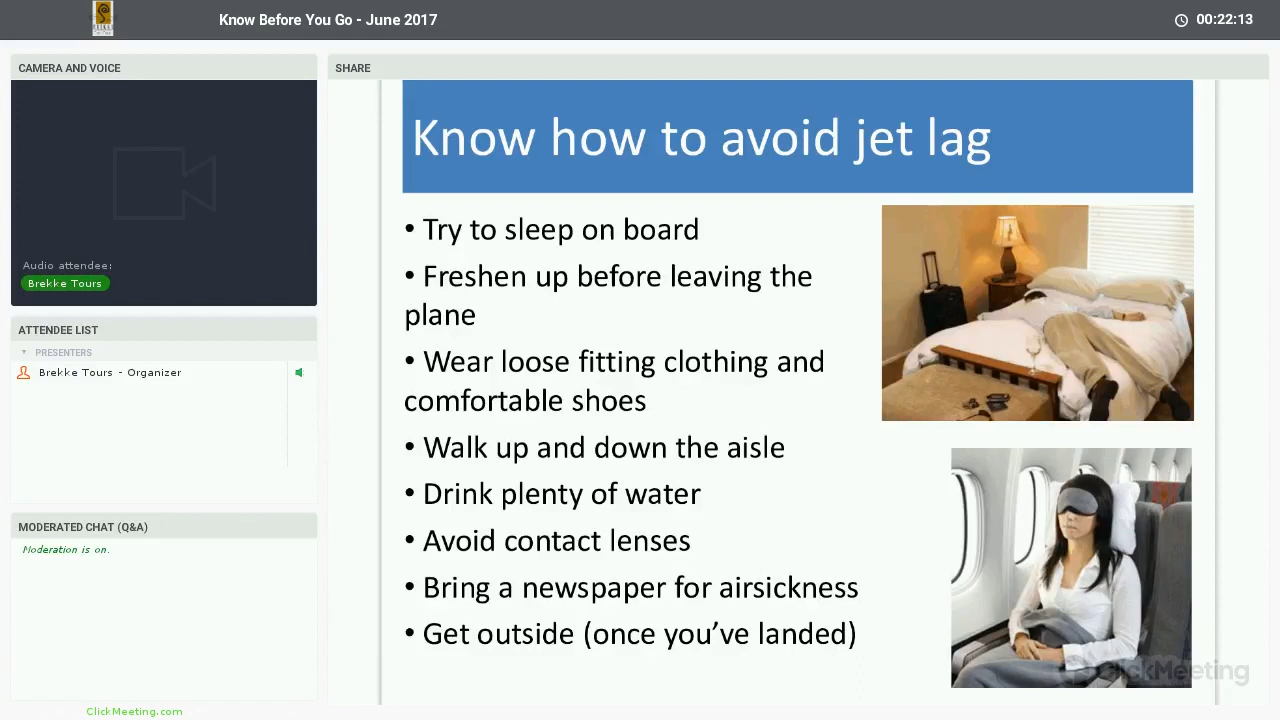 Know Before You Go - June 2017
00:22:13
CAMERA AND VOICE
Audio attendee:
Brekke Tours
ATTENDEE LIST
PRESENTERS
Brekke Tours - Organizer
MODERATED CHAT (Q&A)
Moderation is on.
ClickMeeting.com
SHARE
Know how to avoid jet lag
• Try to sleep on board
• Freshen up before leaving the
plane
• Wear loose fitting clothing and
comfortable shoes
• Walk up and down the aisle
• Drink plenty of water
• Avoid contact lenses
• Bring a newspaper for airsickness
• Get outside (once you’ve landed)
ClickMeeting